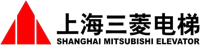 上海三菱电梯
SHANGHAI MITSUBISHI ELEVATOR